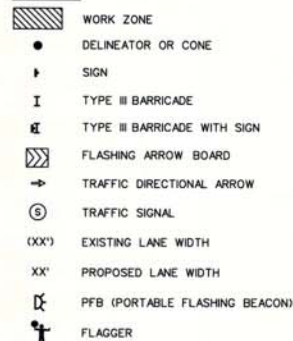 WORK ZONE
DELINEATOR OR CONE
SIGN
TYPE III BARRICADE
TYPE III BARRICADE WITH SIGN
FLASHING ARROW BOARD
TRAFFIC DIRECTIONAL ARROW
(S) TRAFFIC SIGNAL
(XX') EXISTING LANE WIDTH
XX' PROPOSED LANE WIDTH
PFB (PORTABLE FLASHING BEACON)
FLAGGER